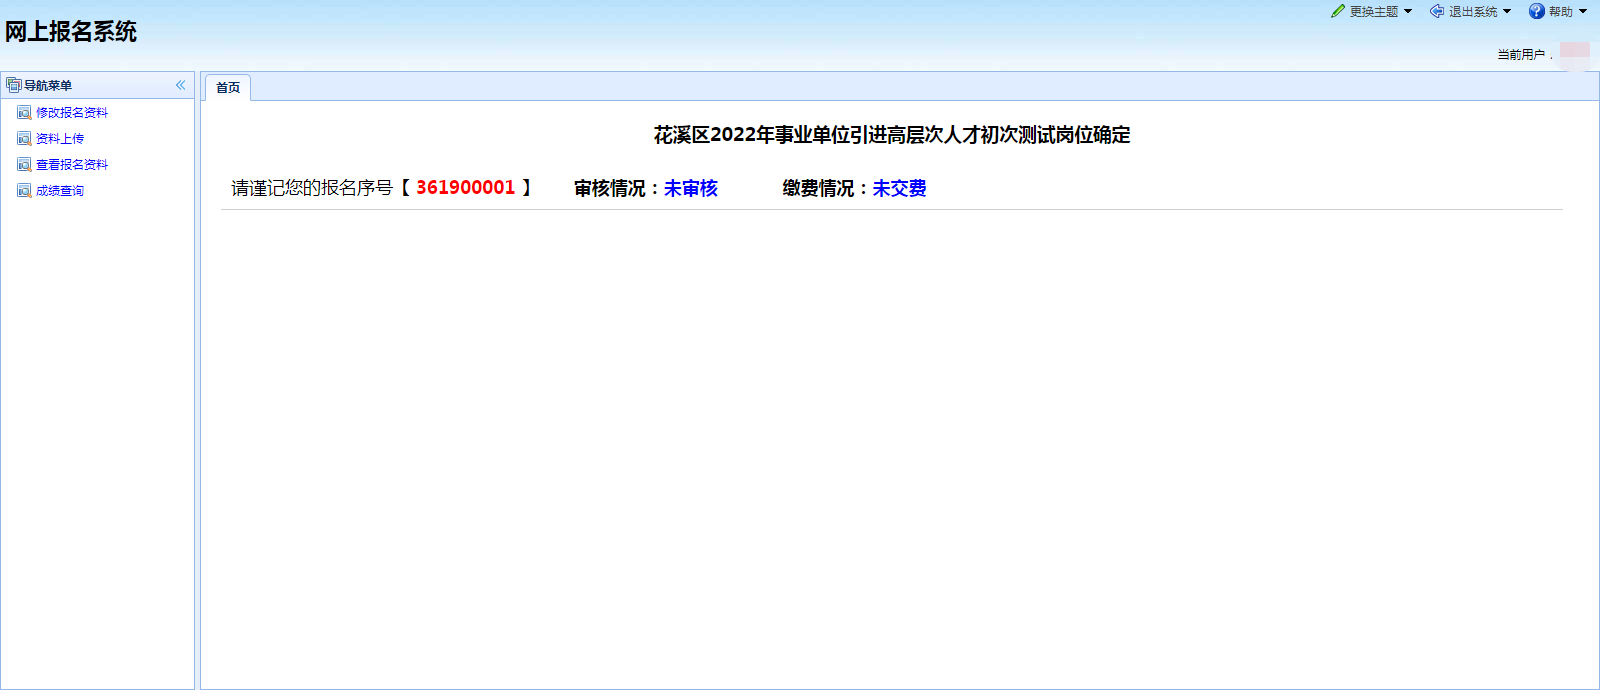 网上报名系统
更换主题 退出系统 帮助
当前用户
导航菜单
修改报名资料
资料上传
查看报名资料
成绩查询
首页
花溪区2022年事业单位引进高层次人才初次测试岗位确定
请谨记您的报名序号【 361900001 】 审核情况：未审核 缴费情况：未交费